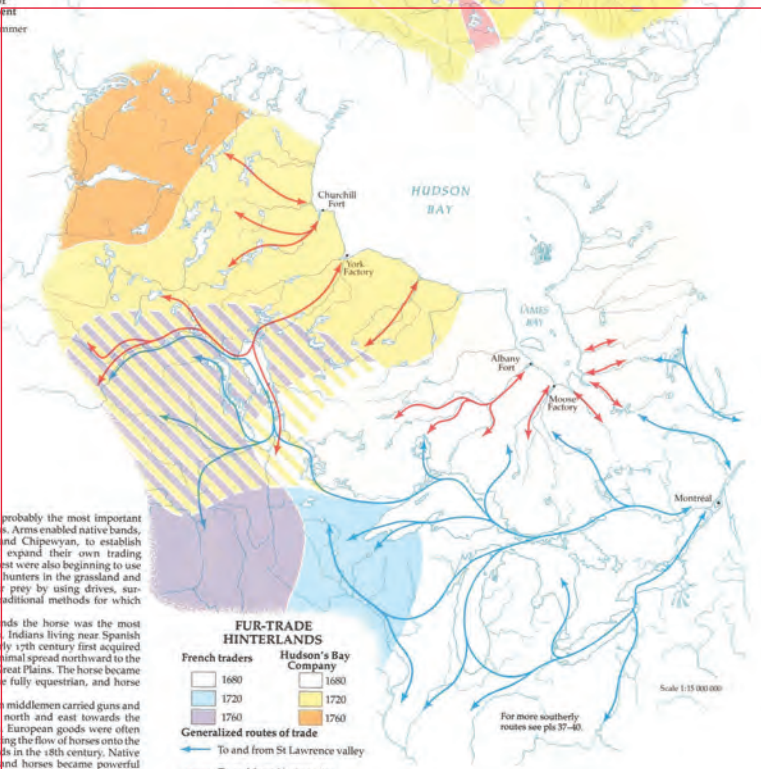 ent
mmer
HUDSON
BAY
Churchill
Fort
York
Factory
JAMES
BAY
Albany
Fort
Moose
Factory
Montréal
probably the most important
s. Arms enabled native bands,
and Chipewyan, to establish
expand their own trading
est were also beginning to use
hunters in the grassland and
r prey by using drives, sur-
raditional methods for which
nds the horse was the most
. Indians living near Spanish
rly 17th century first acquired
nimal spread northward to the
Great Plains. The horse became
e fully equestrian, and horse
n middlemen carried guns and
north and east towards the
. European goods were often
ring the flow of horses onto the
ds in the 18th century. Native
and horses became powerful
FUR-TRADE
HINTERLANDS
French traders
Hudson's Bay
Company
1680 1680
1720 1720
1760 1760
Generalized routes of trade
To and from St Lawrence valley
For more southerly
routes see pls 37-40.
Scale 1:15 000 000